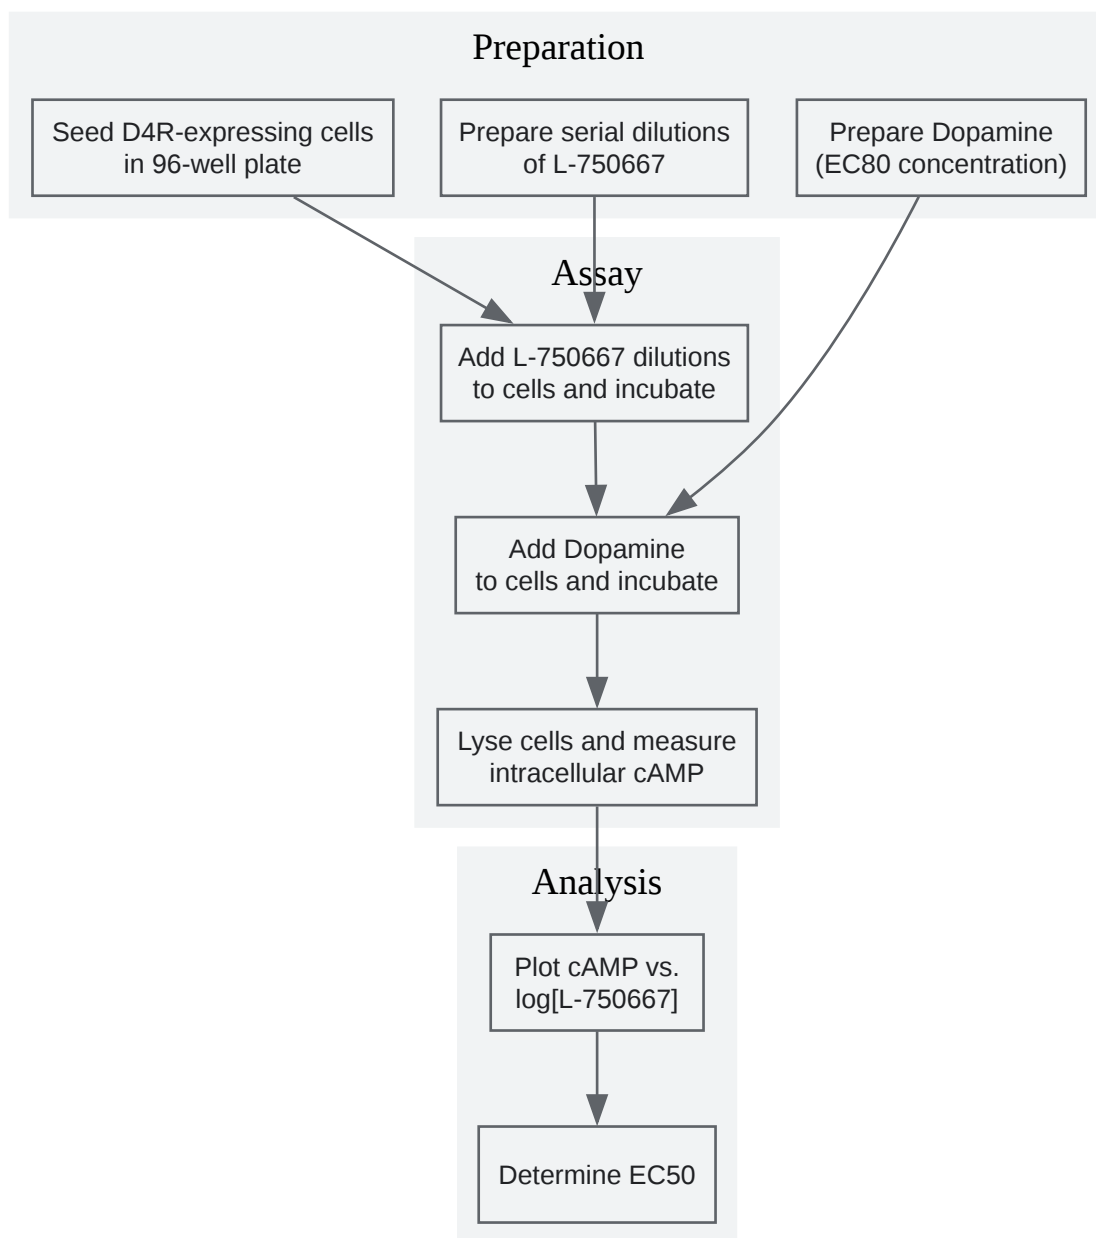 Preparation
Seed D4R-expressing cells
in 96-well plate
Prepare serial dilutions
of L-750667
Prepare Dopamine
(EC80 concentration)
Assay
Add L-750667 dilutions
to cells and incubate
Add Dopamine
to cells and incubate
Lyse cells and measure
intracellular cAMP
Analysis
Plot cAMP vs.
log[L-750667]
Determine EC50